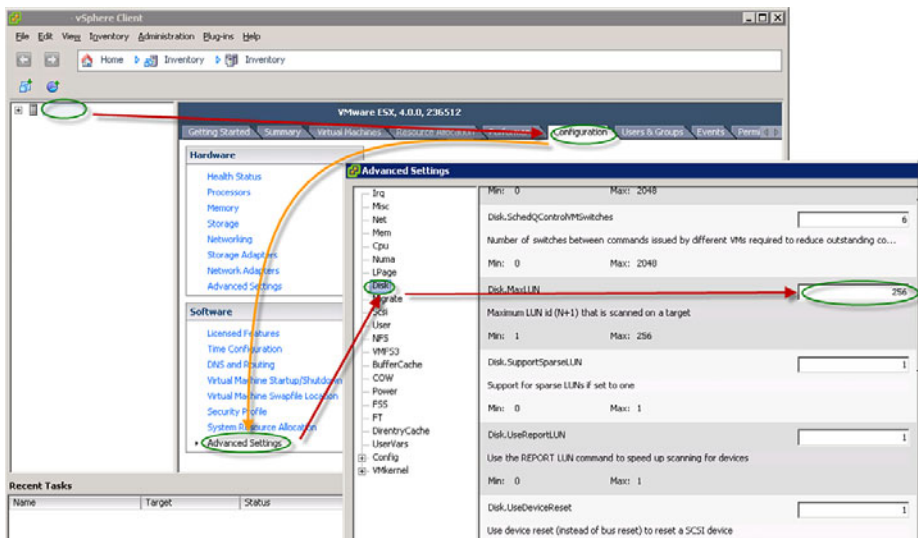 - vSphere Client
File Edit View Inventory Administration Plug-ins Help
Home Inventory Inventory
VMware ESX, 4.0.0, 236512
Getting Started Summary Virtual Machines Resource Allocation Configuration Users & Groups Events Permi
Hardware
Health Status
Processors
Memory
Storage
Networking
Storage Adapters
Network Adapters
Advanced Settings
Software
Licensed Features
Time Configuration
DNS and Routing
Virtual Machine Startup/Shutdown
Virtual Machine Swapfile Location
Security Profile
System Resource Allocation
Advanced Settings
Recent Tasks
Name Target Status
Advanced Settings
Irq
Misc
Net
Mem
Cpu
Numa
LPage
Disk
Migrate
Scsi
User
NFS
VMFS3
BufferCache
COW
Power
FSS
FT
DirentryCache
UserVars
Config
VMkernel
Min: 0 Max: 2048
Disk.SchedQControlVMSwitches 6
Number of switches between commands issued by different VMs required to reduce outstanding co...
Min: 0 Max: 2048
Disk.MaxLUN 256
Maximum LUN id (N+1) that is scanned on a target
Min: 1 Max: 256
Disk.SupportSparseLUN 1
Support for sparse LUNs if set to one
Min: 0 Max: 1
Disk.UseReportLUN 1
Use the REPORT LUN command to speed up scanning for devices
Min: 0 Max: 1
Disk.UseDeviceReset 1
Use device reset (instead of bus reset) to reset a SCSI device